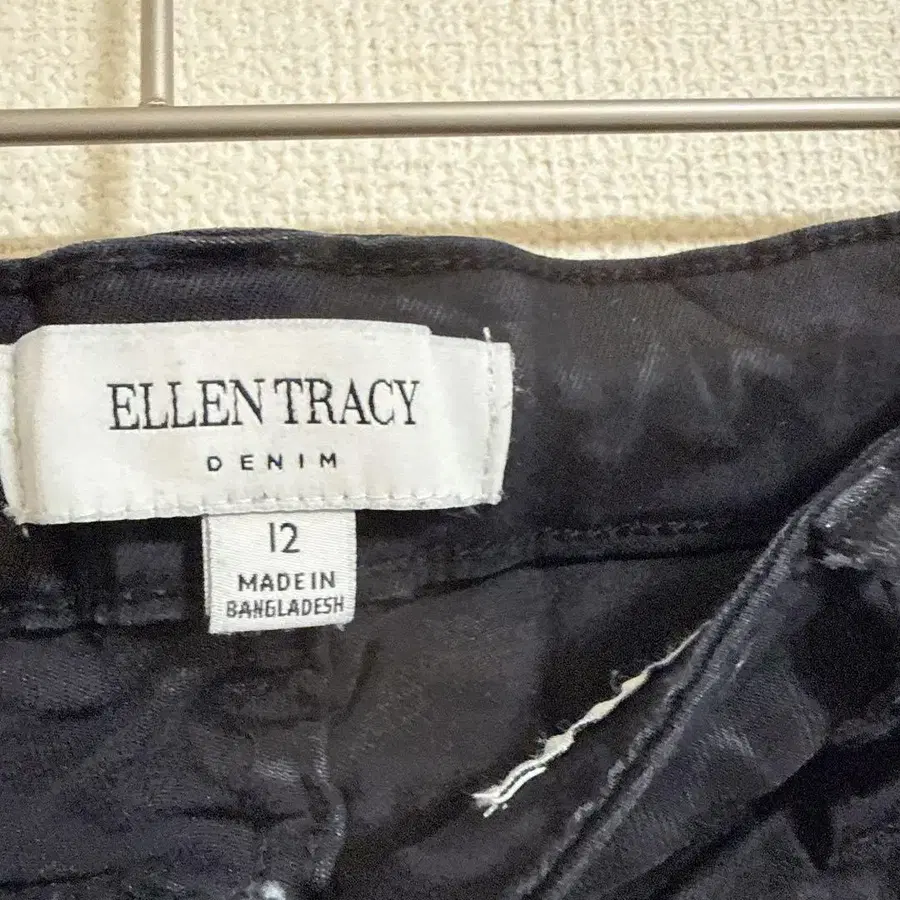 ELLEN TRACY
DENIM
12
MADE IN
BANGLADESH